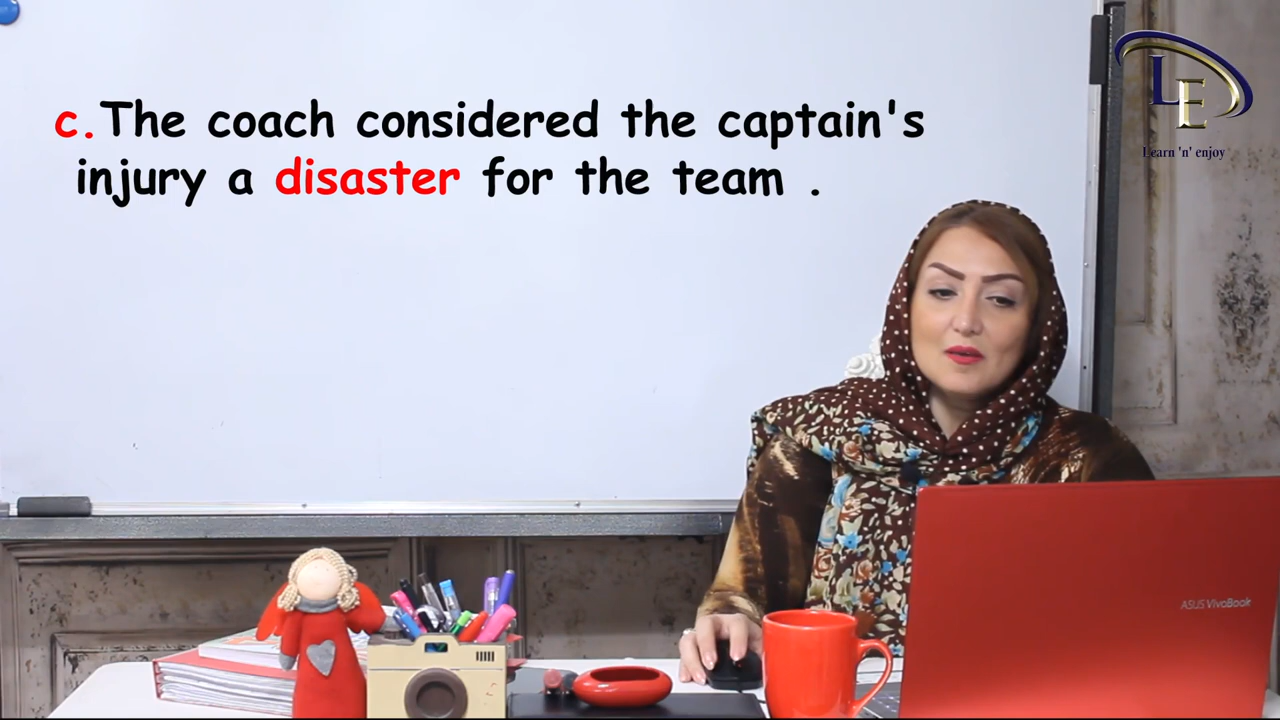 c.The coach considered the captain's
injury a disaster for the team .
LE
Learn 'n' enjoy
ASUS VivoBook